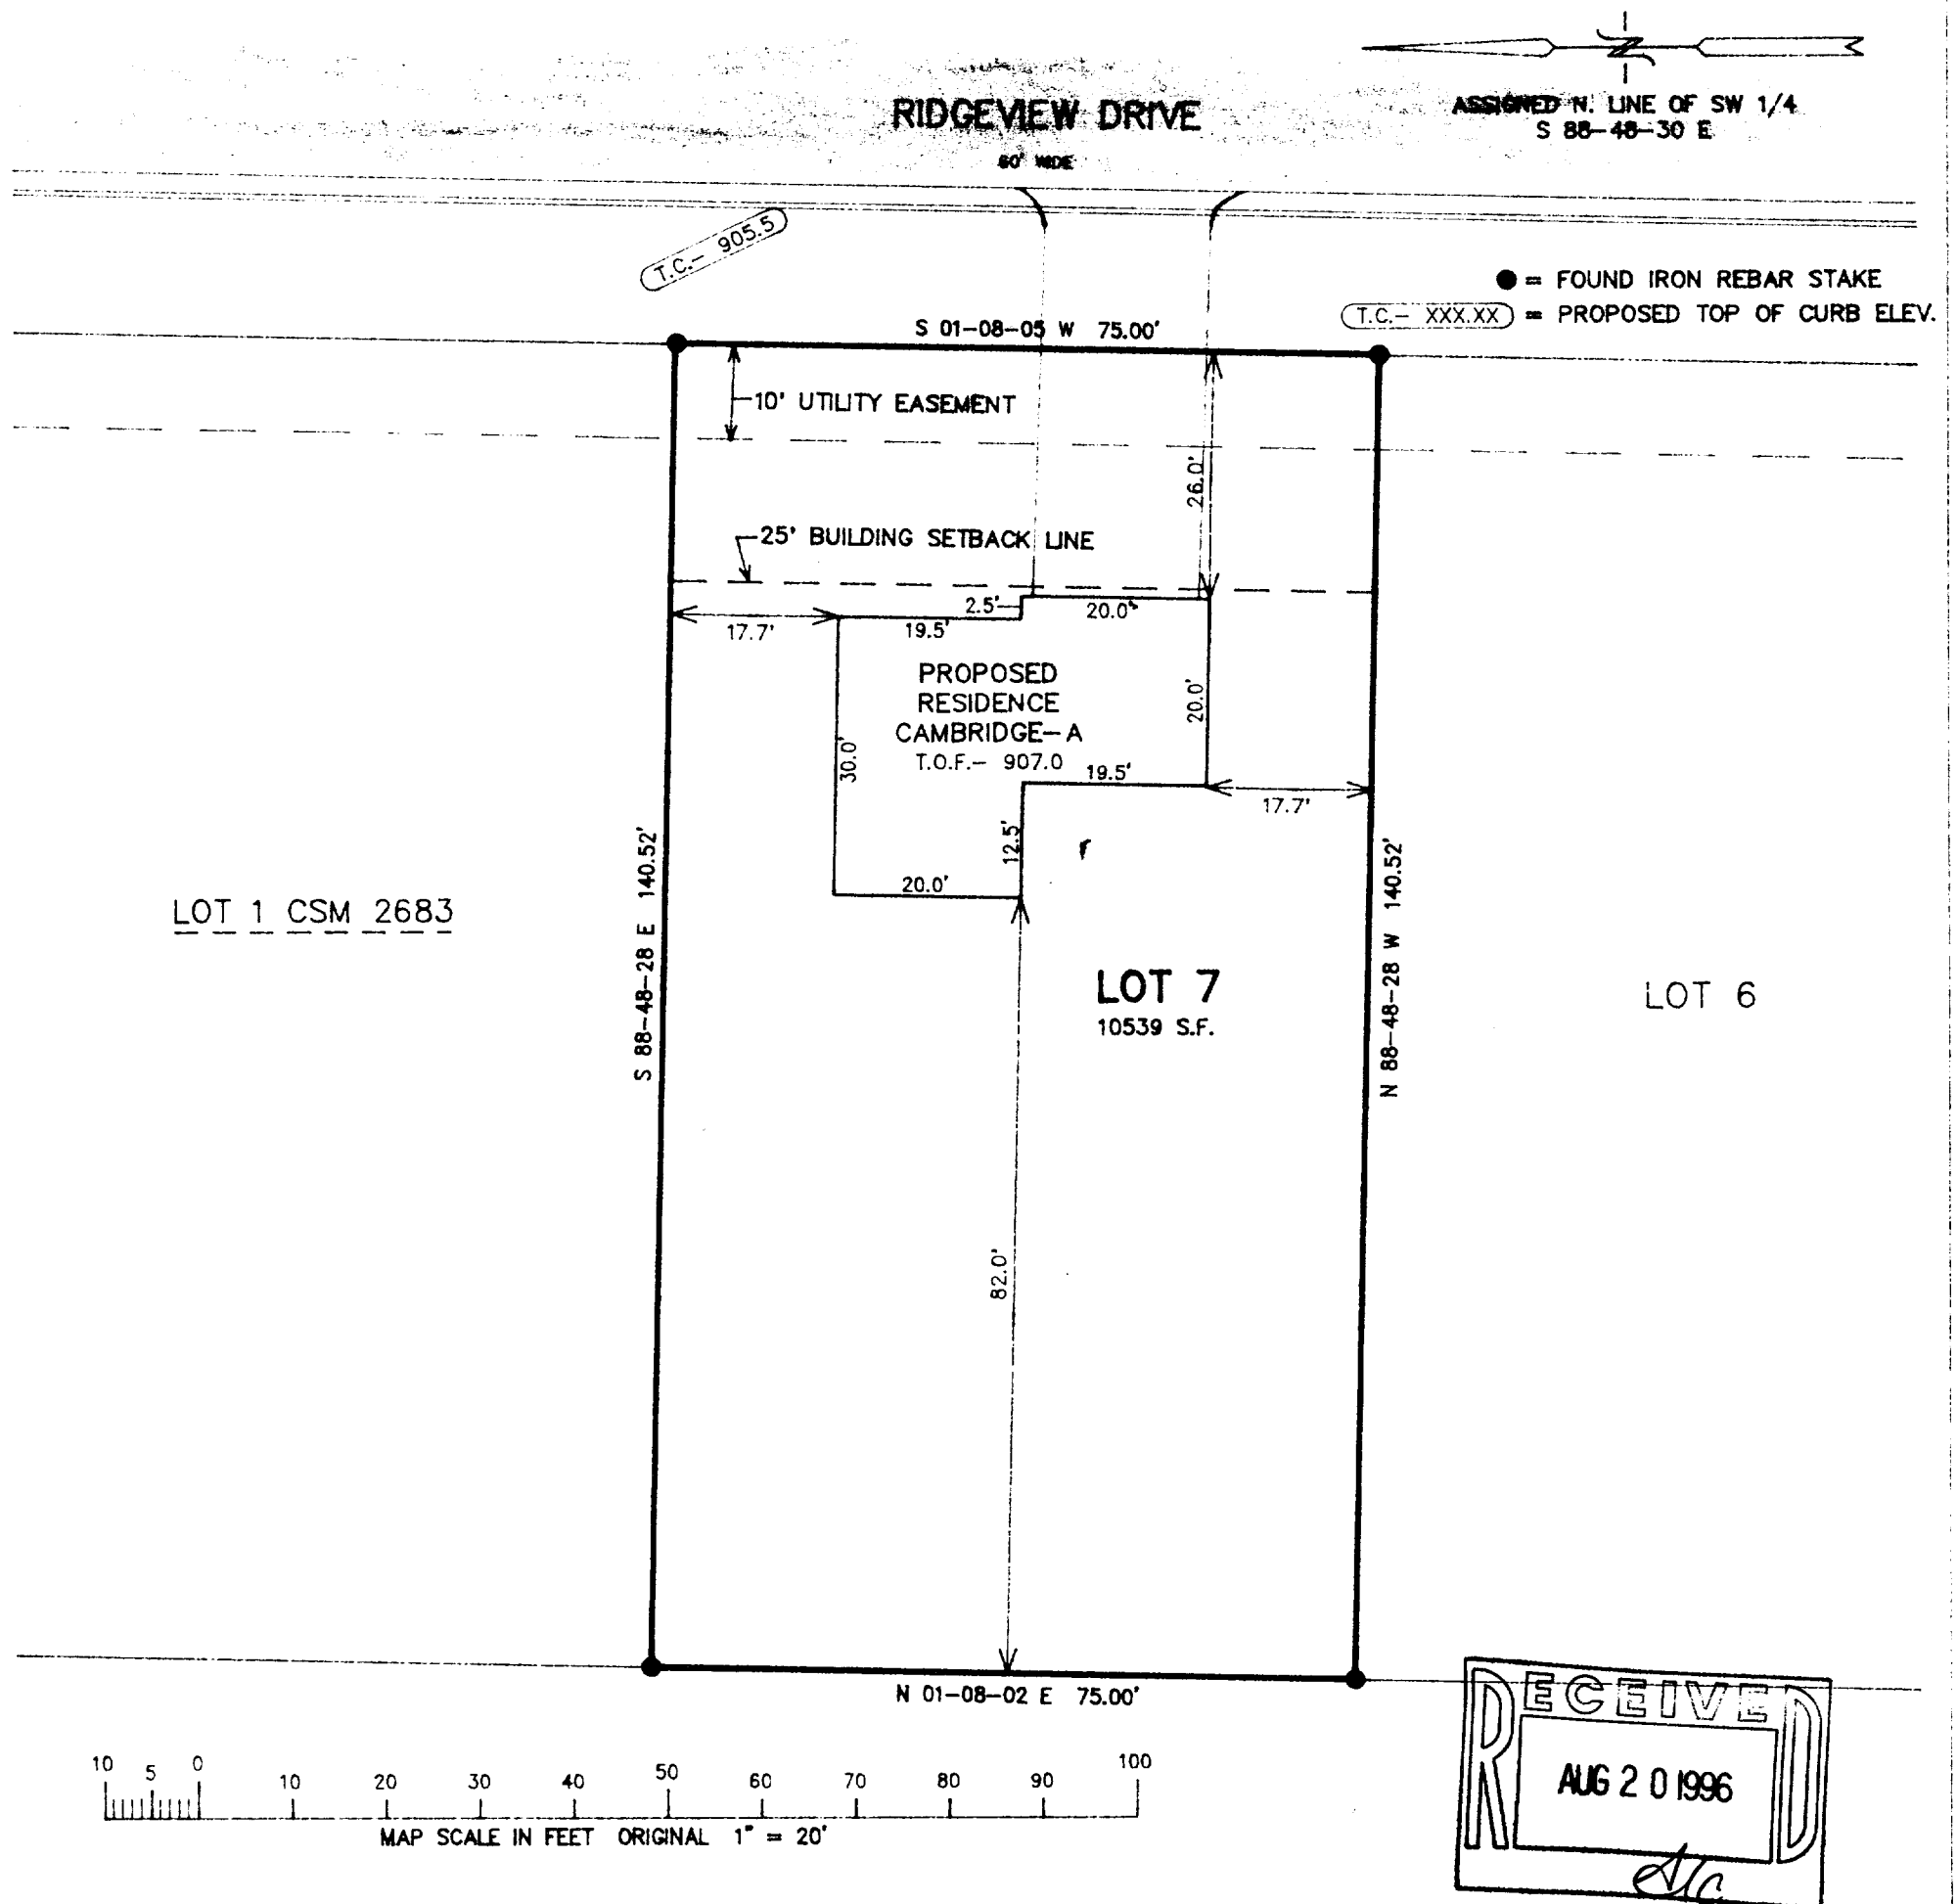 RIDGEVIEW DRIVE
60' WIDE
ASSIGNED N. LINE OF SW 1/4
S 88-48-30 E
T.C.- 905.5
● = FOUND IRON REBAR STAKE
T.C.- XXX.XX = PROPOSED TOP OF CURB ELEV.
S 01-08-05 W 75.00'
10' UTILITY EASEMENT
26.0'
25' BUILDING SETBACK LINE
2.5'
20.0'
17.7'
19.5'
PROPOSED
RESIDENCE
CAMBRIDGE-A
T.O.F.- 907.0
20.0'
30.0'
19.5'
17.7'
12.5'
20.0'
S 88-48-28 E 140.52'
N 88-48-28 W 140.52'
LOT 1 CSM 2683
LOT 7
10539 S.F.
LOT 6
82.0'
N 01-08-02 E 75.00'
10 5 0 10 20 30 40 50 60 70 80 90 100
MAP SCALE IN FEET ORIGINAL 1" = 20'
RECEIVED
AUG 20 1996